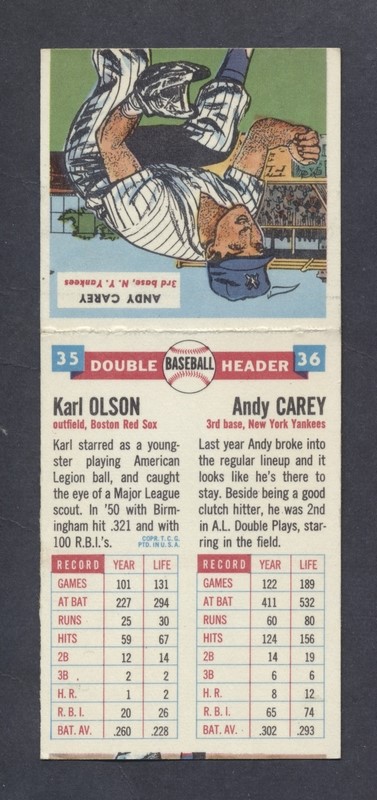 ANDY CAREY
3rd base, N. Y. Yankees
35 DOUBLE BASEBALL HEADER 36
Karl OLSON
outfield, Boston Red Sox
Karl starred as a young-
ster playing American
Legion ball, and caught
the eye of a Major League
scout. In '50 with Birm-
ingham hit .321 and with
100 R.B.I.'s.
COPR. T. C. G.
PTD. IN U. S. A.
RECORD YEAR LIFE
GAMES 101 131
AT BAT 227 294
RUNS 25 30
HITS 59 67
2B 12 14
3B 2 2
H. R. 1 2
R. B. I. 20 26
BAT. AV. .260 .228
Andy CAREY
3rd base, New York Yankees
Last year Andy broke into
the regular lineup and it
looks like he's there to
stay. Beside being a good
clutch hitter, he was 2nd
in A.L. Double Plays, star-
ring in the field.
RECORD YEAR LIFE
GAMES 122 189
AT BAT 411 532
RUNS 60 80
HITS 124 156
2B 14 19
3B 6 6
H. R. 8 12
R. B. I. 65 74
BAT. AV. .302 .293